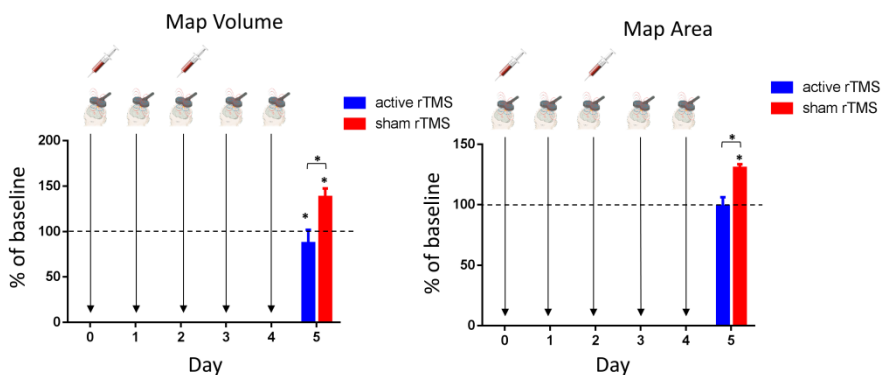 Map Volume
active rTMS
sham rTMS
% of baseline
200
150
100
50
0
*
*
*
0 1 2 3 4 5
Day
Map Area
active rTMS
sham rTMS
% of baseline
150
100
50
0
*
*
0 1 2 3 4 5
Day